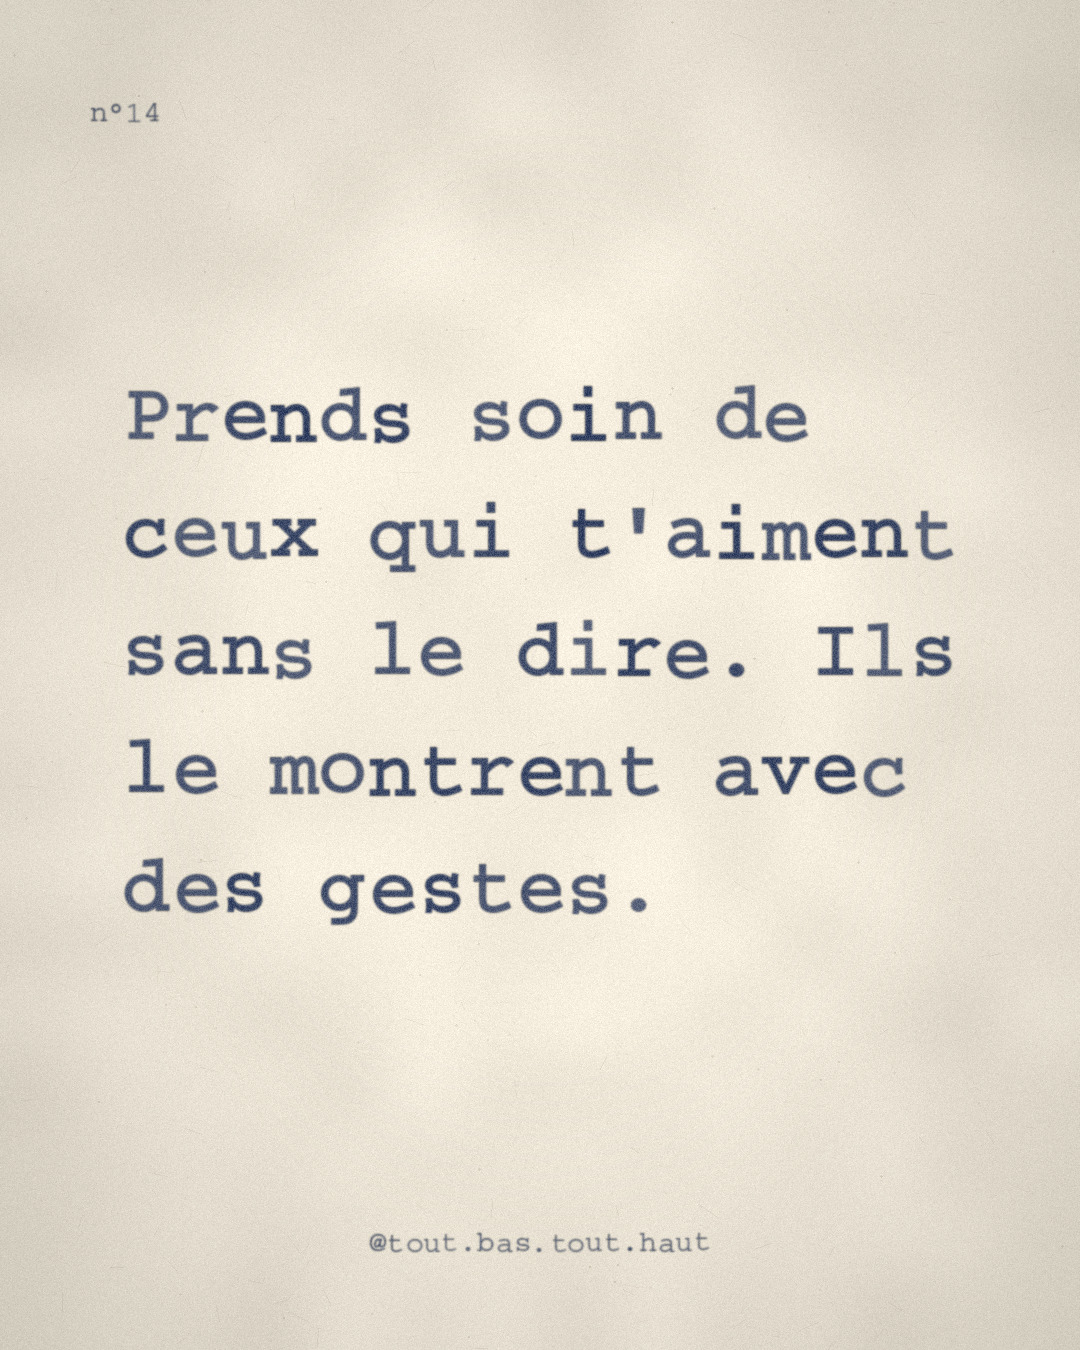 n°14
Prends soin de
ceux qui t'aiment
sans le dire. Ils
le montrent avec
des gestes.
@tout.bas.tout.haut